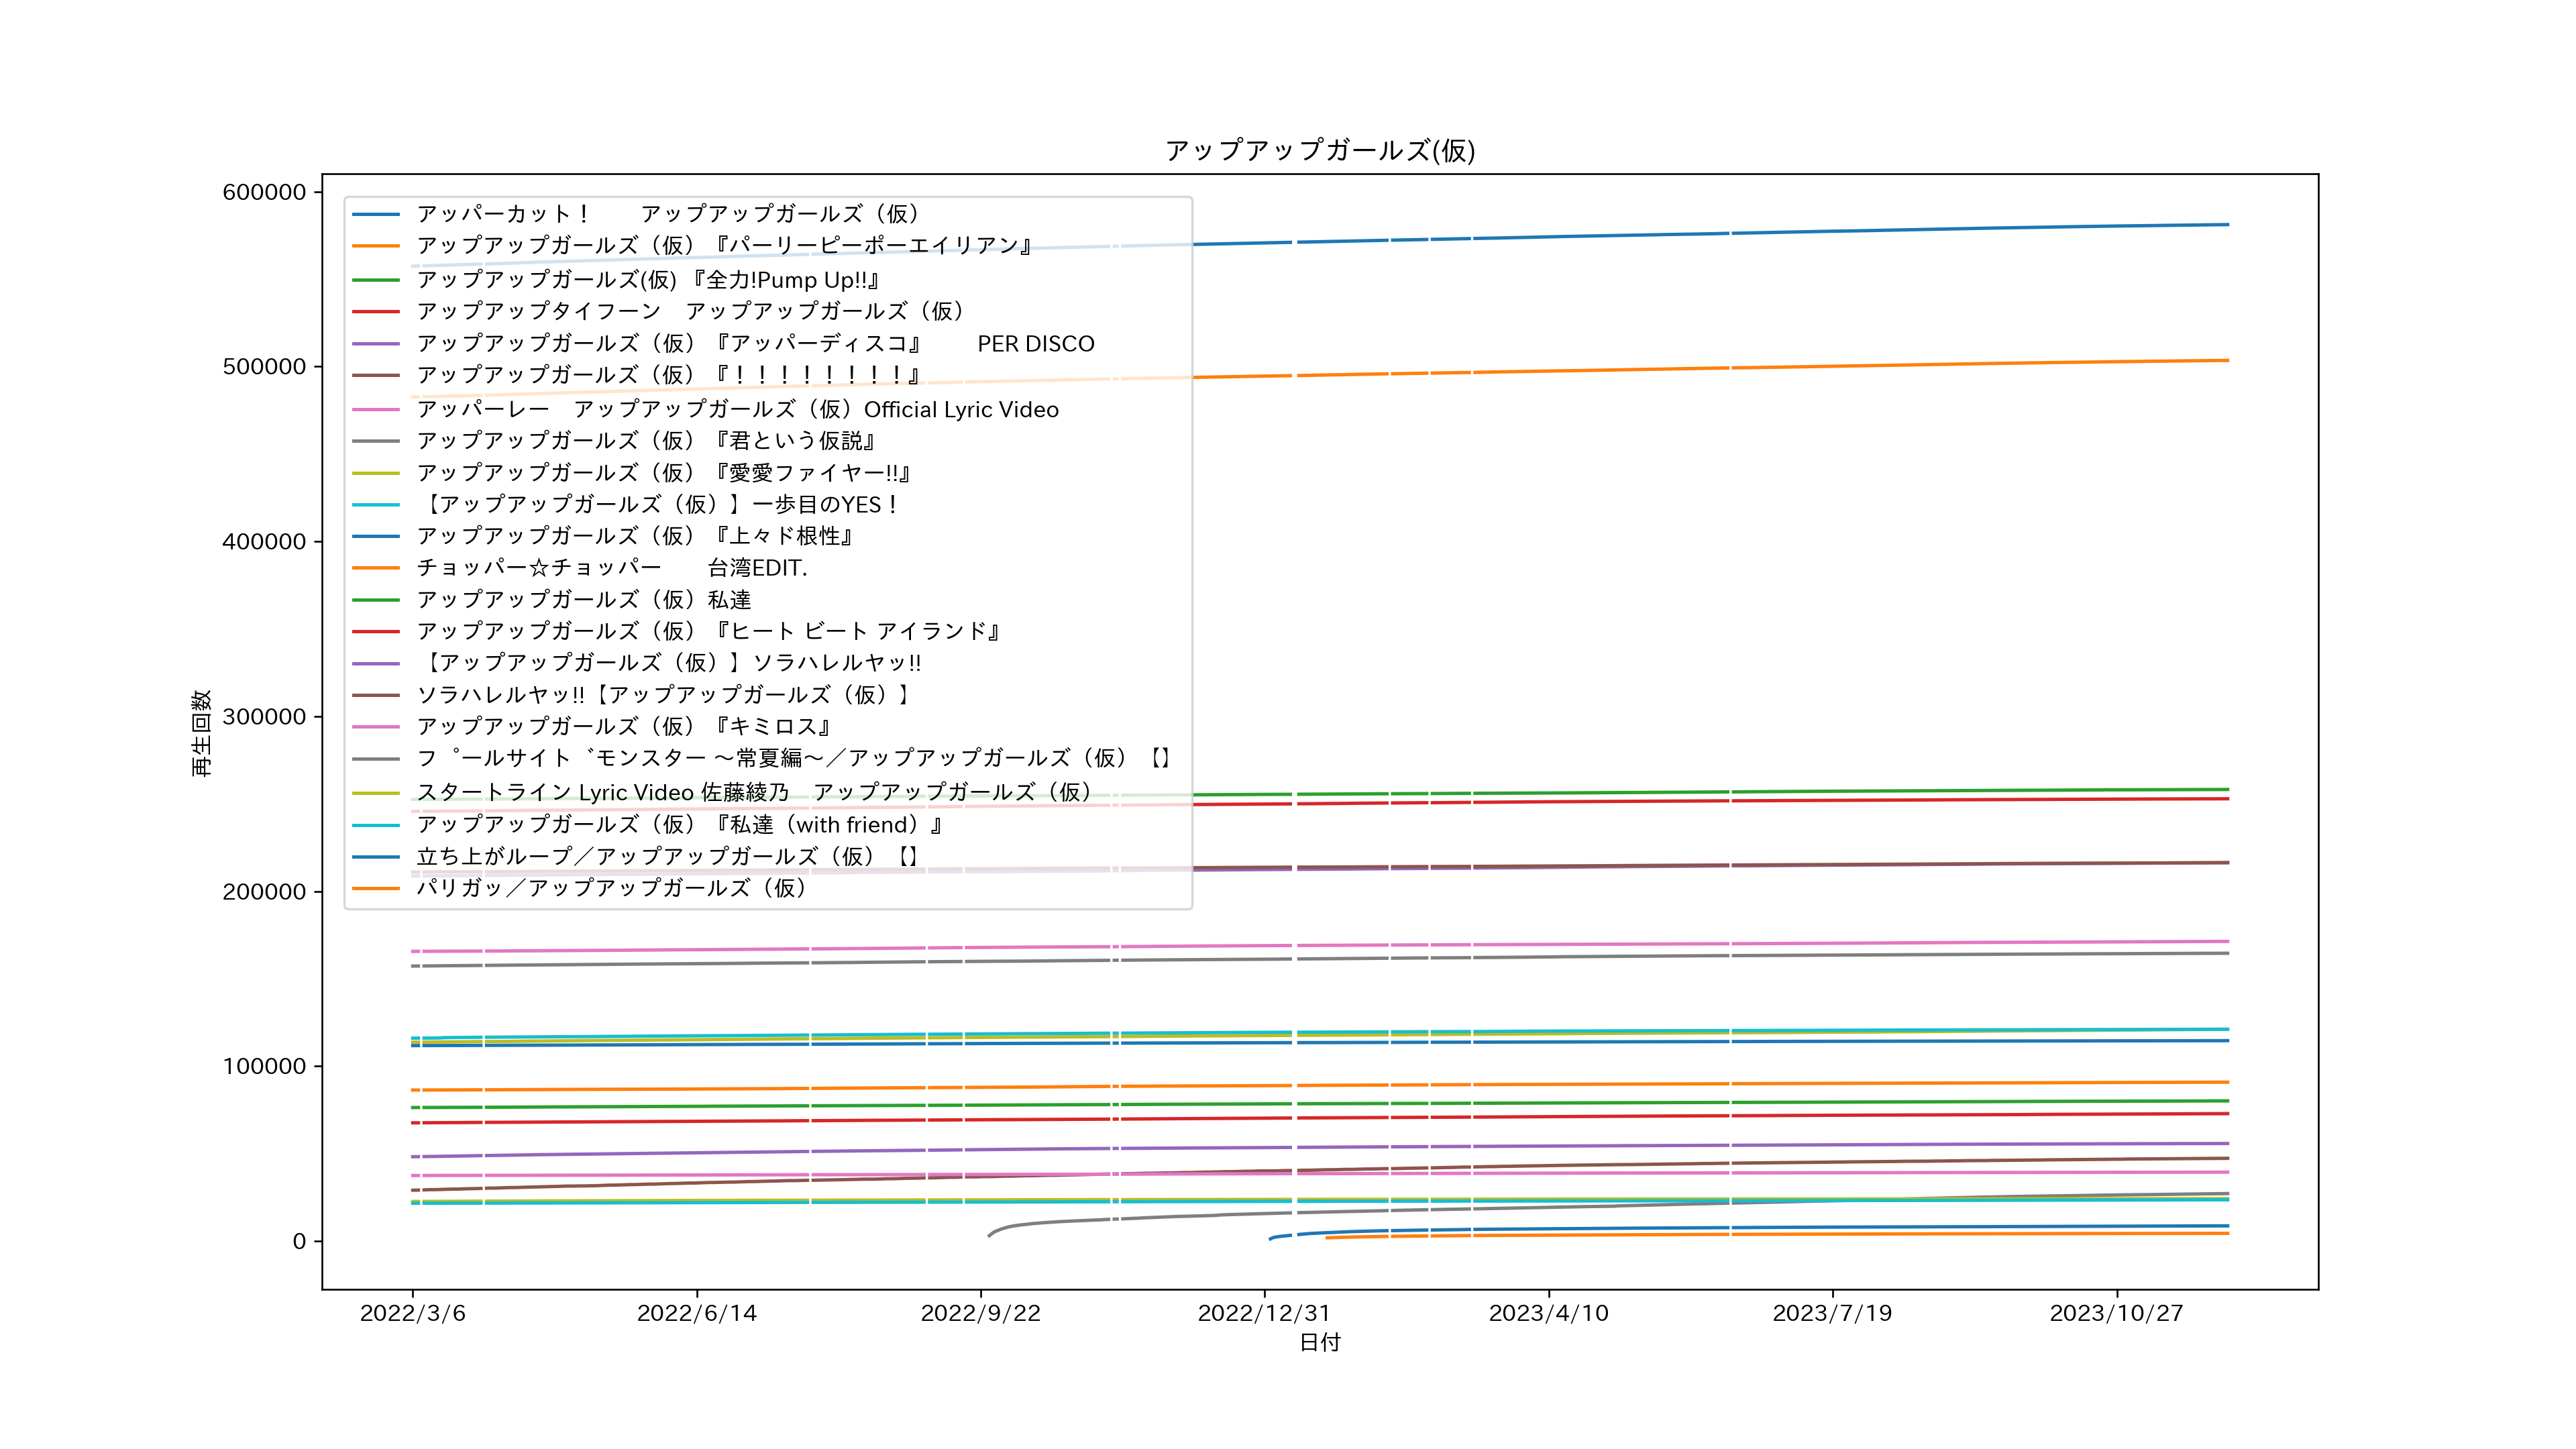 アップアップガールズ(仮)
600000
500000
400000
300000
200000
100000
0
再生回数
アッパーカット！　　アップアップガールズ（仮）
アップアップガールズ（仮）『パーリーピーポーエイリアン』
アップアップガールズ(仮) 『全力!Pump Up!!』
アップアップタイフーン　アップアップガールズ（仮）
アップアップガールズ（仮）『アッパーディスコ』　　PER DISCO
アップアップガールズ（仮）『！！！！！！！！』
アッパーレー　アップアップガールズ（仮）Official Lyric Video
アップアップガールズ（仮）『君という仮説』
アップアップガールズ（仮）『愛愛ファイヤー!!』
【アップアップガールズ（仮）】一歩目のYES！
アップアップガールズ（仮）『上々ド根性』
チョッパー☆チョッパー　　台湾EDIT.
アップアップガールズ（仮）私達
アップアップガールズ（仮）『ヒート ビート アイランド』
【アップアップガールズ（仮）】ソラハレルヤッ!!
ソラハレルヤッ!!【アップアップガールズ（仮）】
アップアップガールズ（仮）『キミロス』
フ゜ールサイト゛モンスター 〜常夏編〜／アップアップガールズ（仮）【】
スタートライン Lyric Video 佐藤綾乃　アップアップガールズ（仮）
アップアップガールズ（仮）『私達（with friend）』
立ち上がループ／アップアップガールズ（仮）【】
パリガッ／アップアップガールズ（仮）
2022/3/6 2022/6/14 2022/9/22 2022/12/31 2023/4/10 2023/7/19 2023/10/27
日付